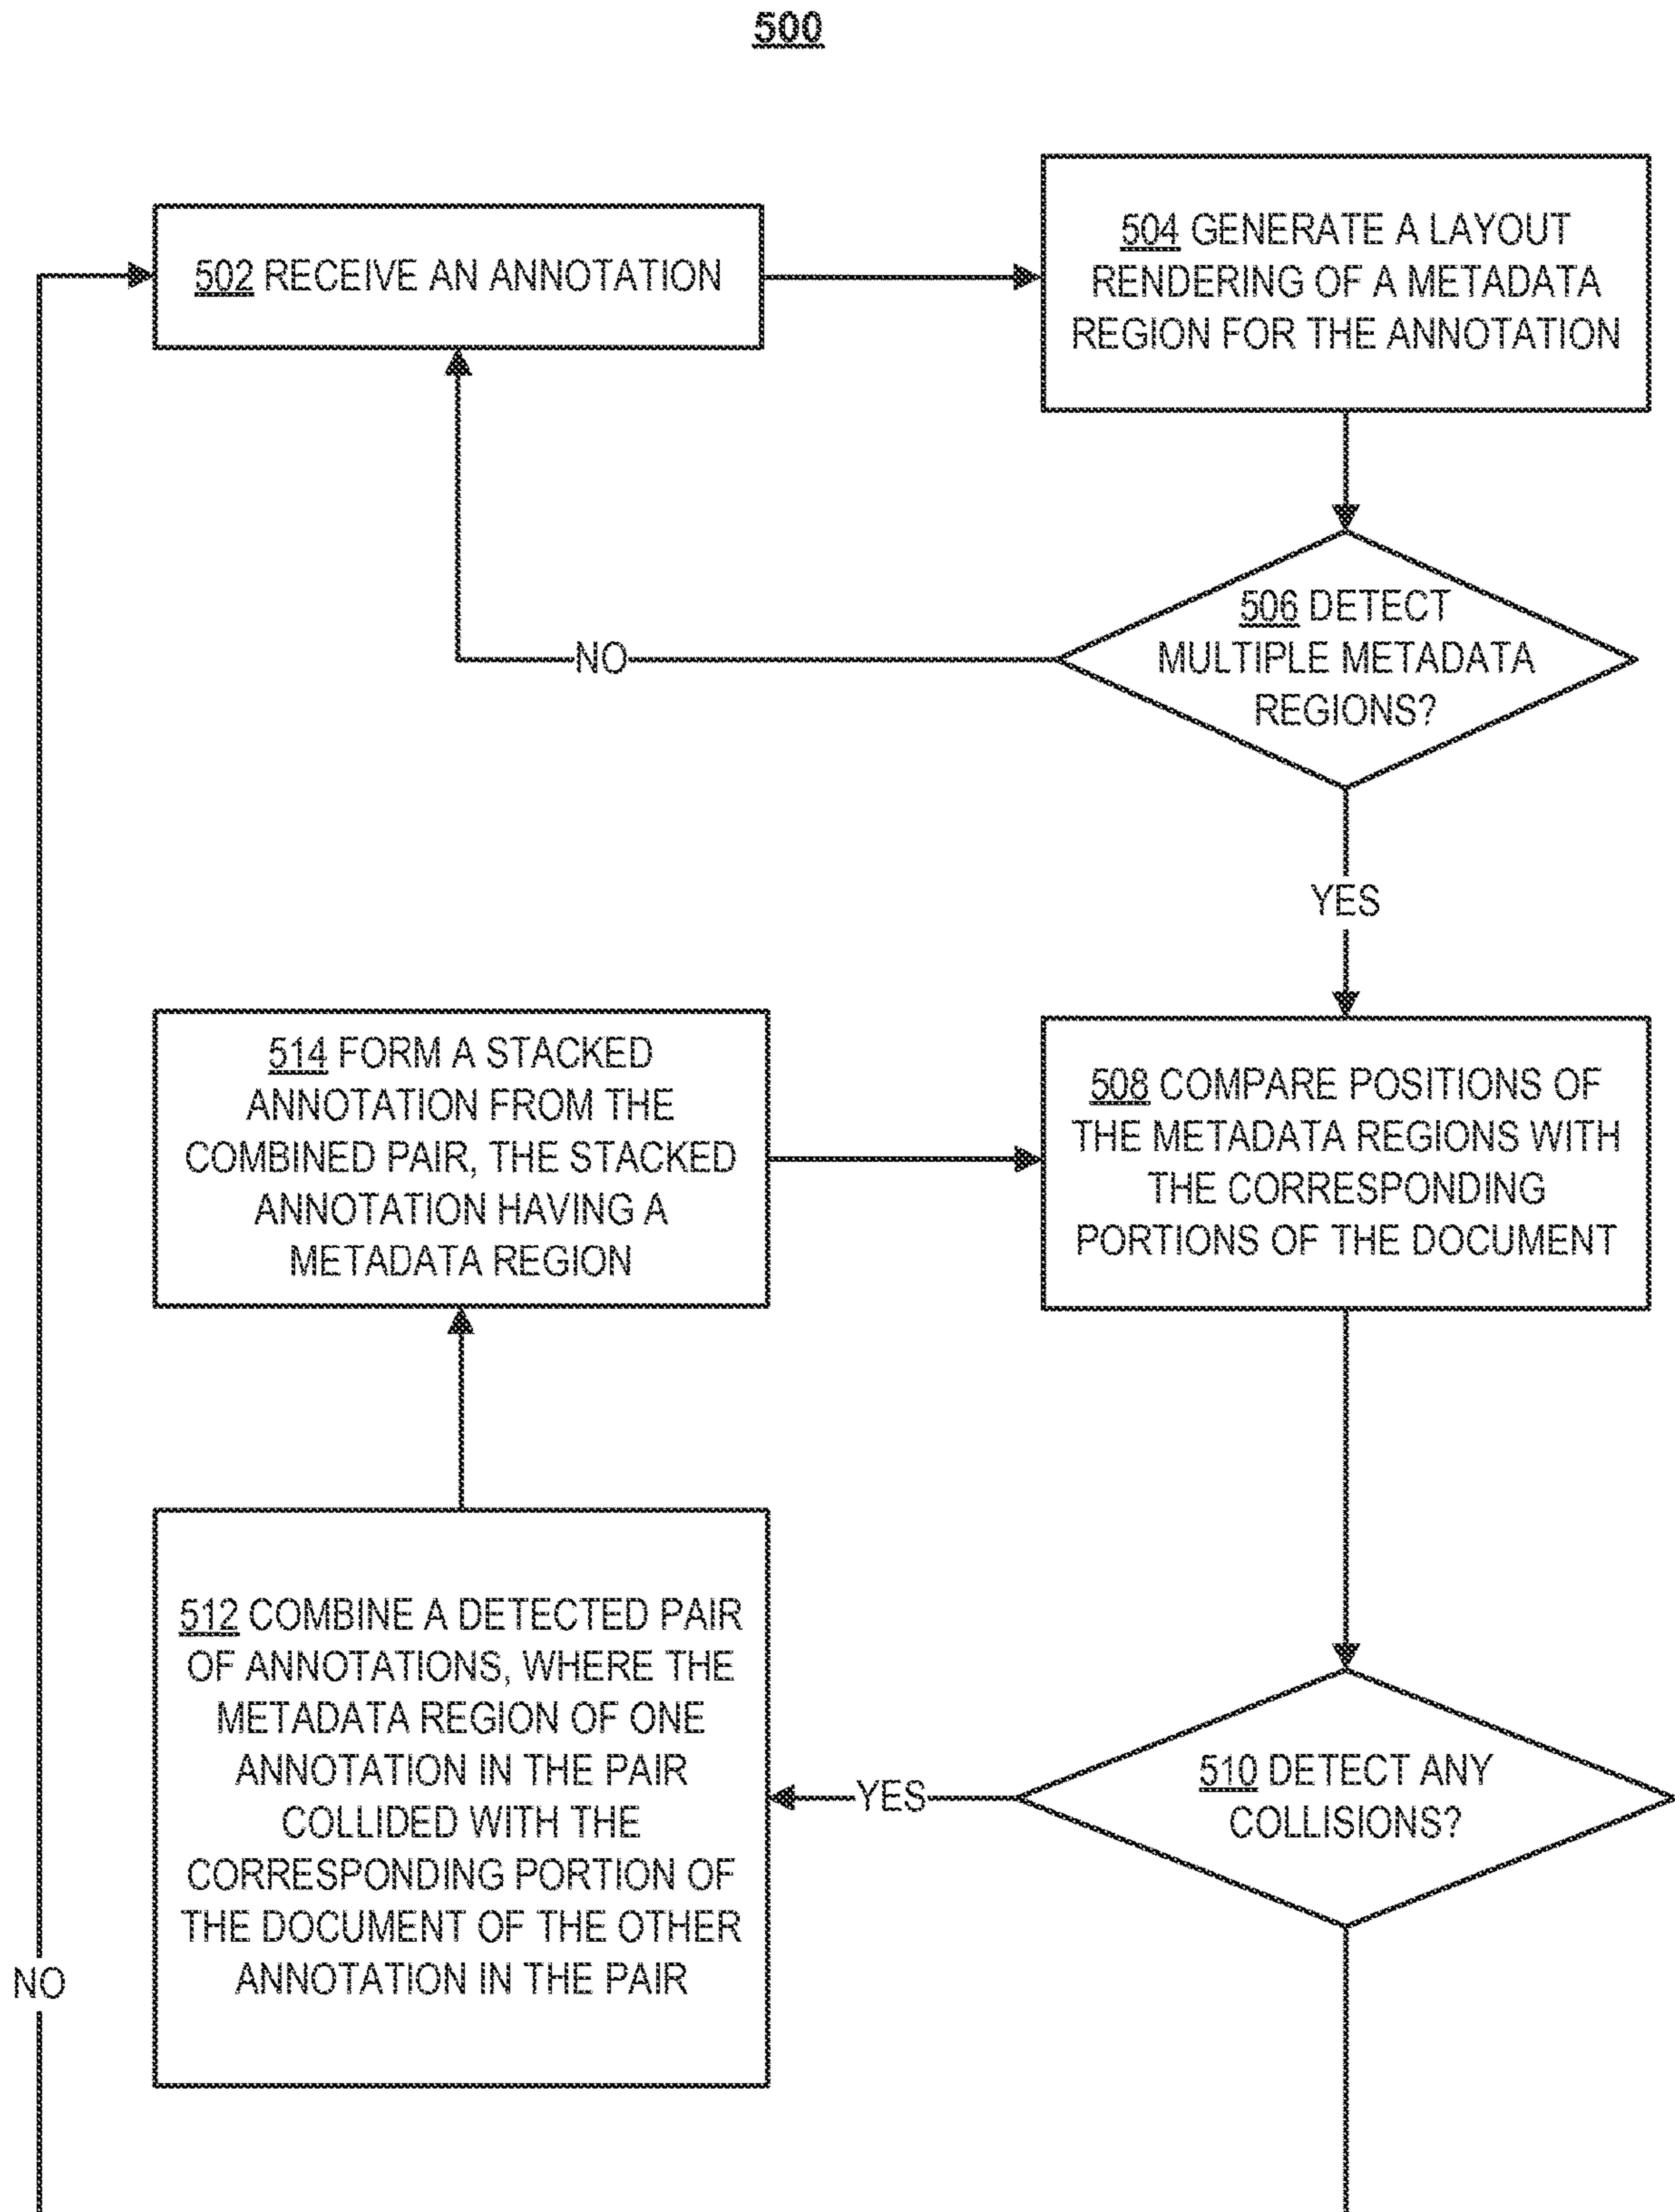 500
502 RECEIVE AN ANNOTATION
504 GENERATE A LAYOUT
RENDERING OF A METADATA
REGION FOR THE ANNOTATION
506 DETECT
MULTIPLE METADATA
REGIONS?
NO
YES
514 FORM A STACKED
ANNOTATION FROM THE
COMBINED PAIR, THE STACKED
ANNOTATION HAVING A
METADATA REGION
508 COMPARE POSITIONS OF
THE METADATA REGIONS WITH
THE CORRESPONDING
PORTIONS OF THE DOCUMENT
512 COMBINE A DETECTED PAIR
OF ANNOTATIONS, WHERE THE
METADATA REGION OF ONE
ANNOTATION IN THE PAIR
COLLIDED WITH THE
CORRESPONDING PORTION OF
THE DOCUMENT OF THE OTHER
ANNOTATION IN THE PAIR
YES
510 DETECT ANY
COLLISIONS?
NO